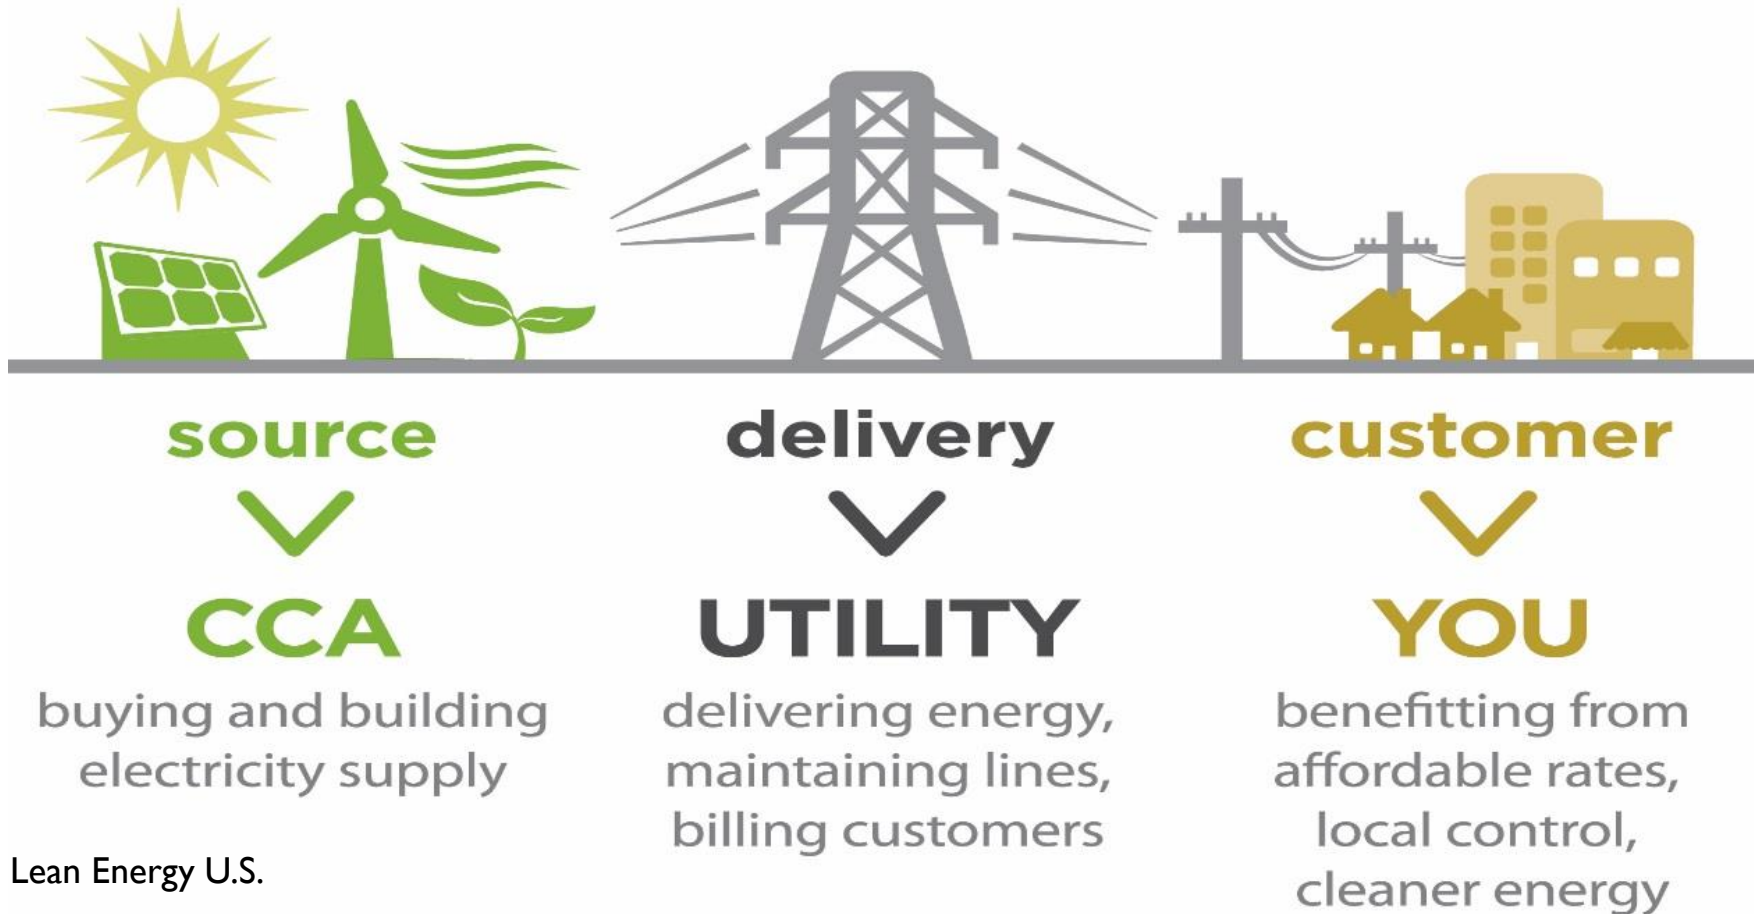 source
CCA
buying and building
electricity supply
delivery
UTILITY
delivering energy,
maintaining lines,
billing customers
customer
YOU
benefitting from
affordable rates,
local control,
cleaner energy
Lean Energy U.S.